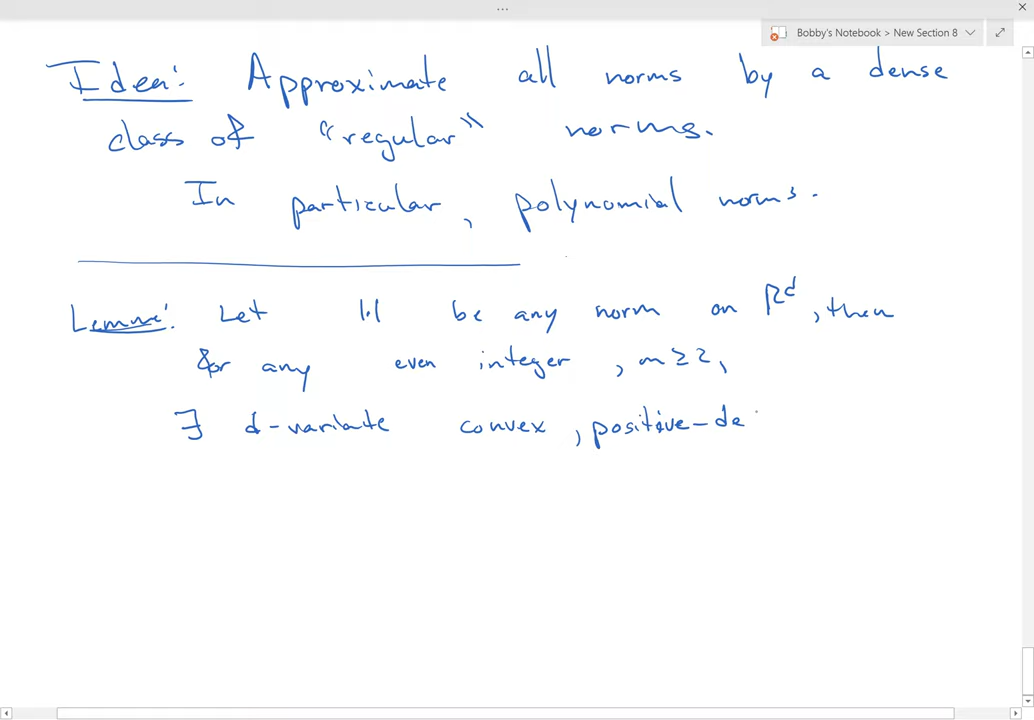 ...
Bobby's Notebook > New Section 8
Idea: Approximate all norms by a dense
class of "regular" norms.
In particular, polynomial norms.
Lemma: Let |·| be any norm on ℝᵈ, then
for any even integer, m ≥ 2,
∃ d-variate convex, positive-de